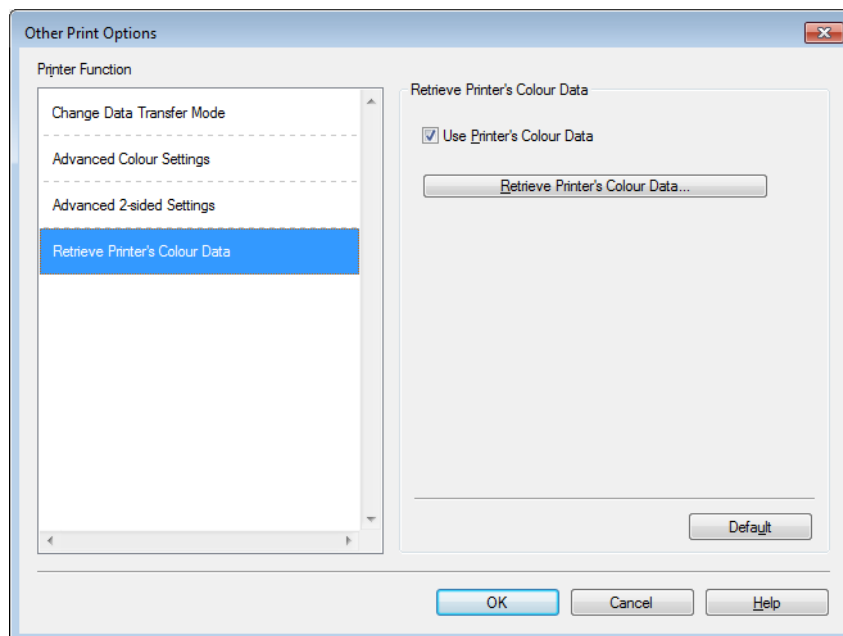 Other Print Options
Printer Function
Change Data Transfer Mode
Advanced Colour Settings
Advanced 2-sided Settings
Retrieve Printer's Colour Data
Retrieve Printer's Colour Data
Use Printer's Colour Data
Retrieve Printer's Colour Data...
Default
OK Cancel Help